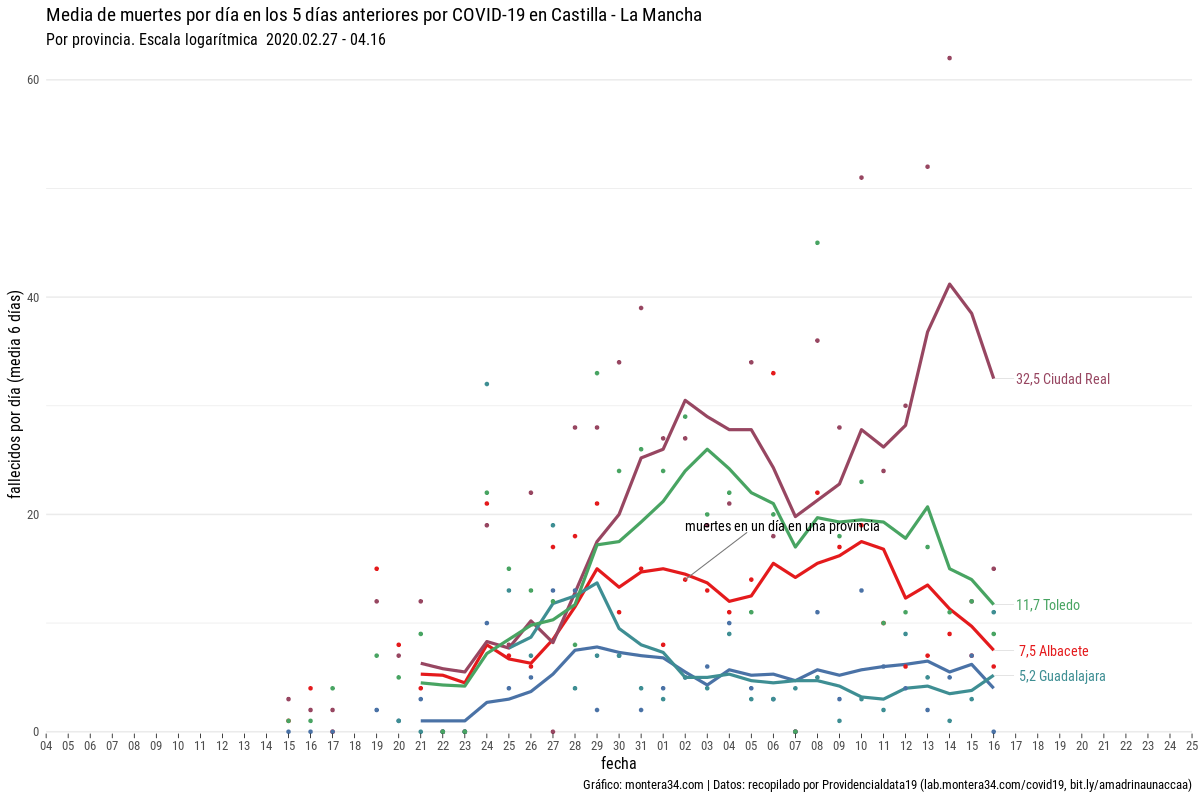 Media de muertes por día en los 5 días anteriores por COVID-19 en Castilla - La Mancha
Por provincia. Escala logarítmica 2020.02.27 - 04.16
fallecidos por día (media 6 días)
60
40
20
0
muertes en un día en una provincia
32,5 Ciudad Real
11,7 Toledo
7,5 Albacete
5,2 Guadalajara
04 05 06 07 08 09 10 11 12 13 14 15 16 17 18 19 20 21 22 23 24 25 26 27 28 29 30 31 01 02 03 04 05 06 07 08 09 10 11 12 13 14 15 16 17 18 19 20 21 22 23 24 25
fecha
Gráfico: montera34.com | Datos: recopilado por Providencialdata19 (lab.montera34.com/covid19, bit.ly/amadrinaunaccaa)